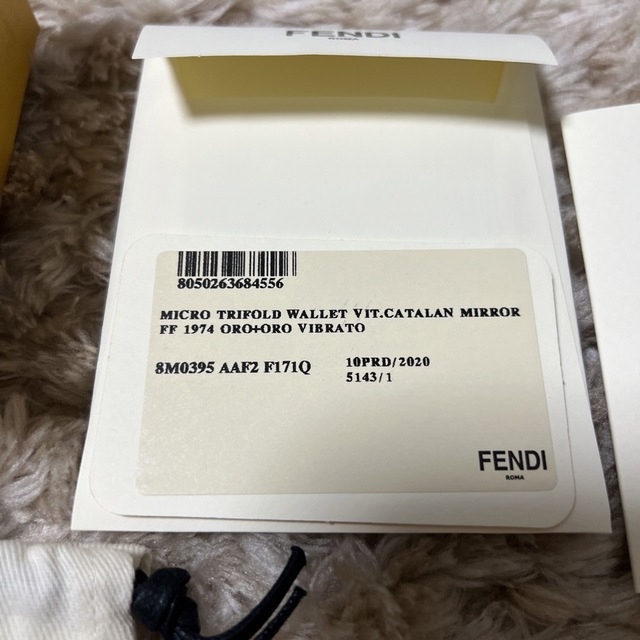 FENDI
ROMA
8050263684556
MICRO TRIFOLD WALLET VIT.CATALAN MIRROR
FF 1974 ORO+ORO VIBRATO
8M0395 AAF2 F171Q
10PRD/2020
5143/1
FENDI
ROMA